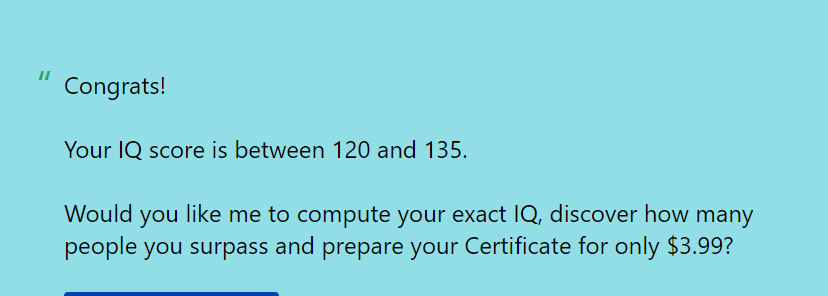 “
Congrats!
Your IQ score is between 120 and 135.
Would you like me to compute your exact IQ, discover how many
people you surpass and prepare your Certificate for only $3.99?